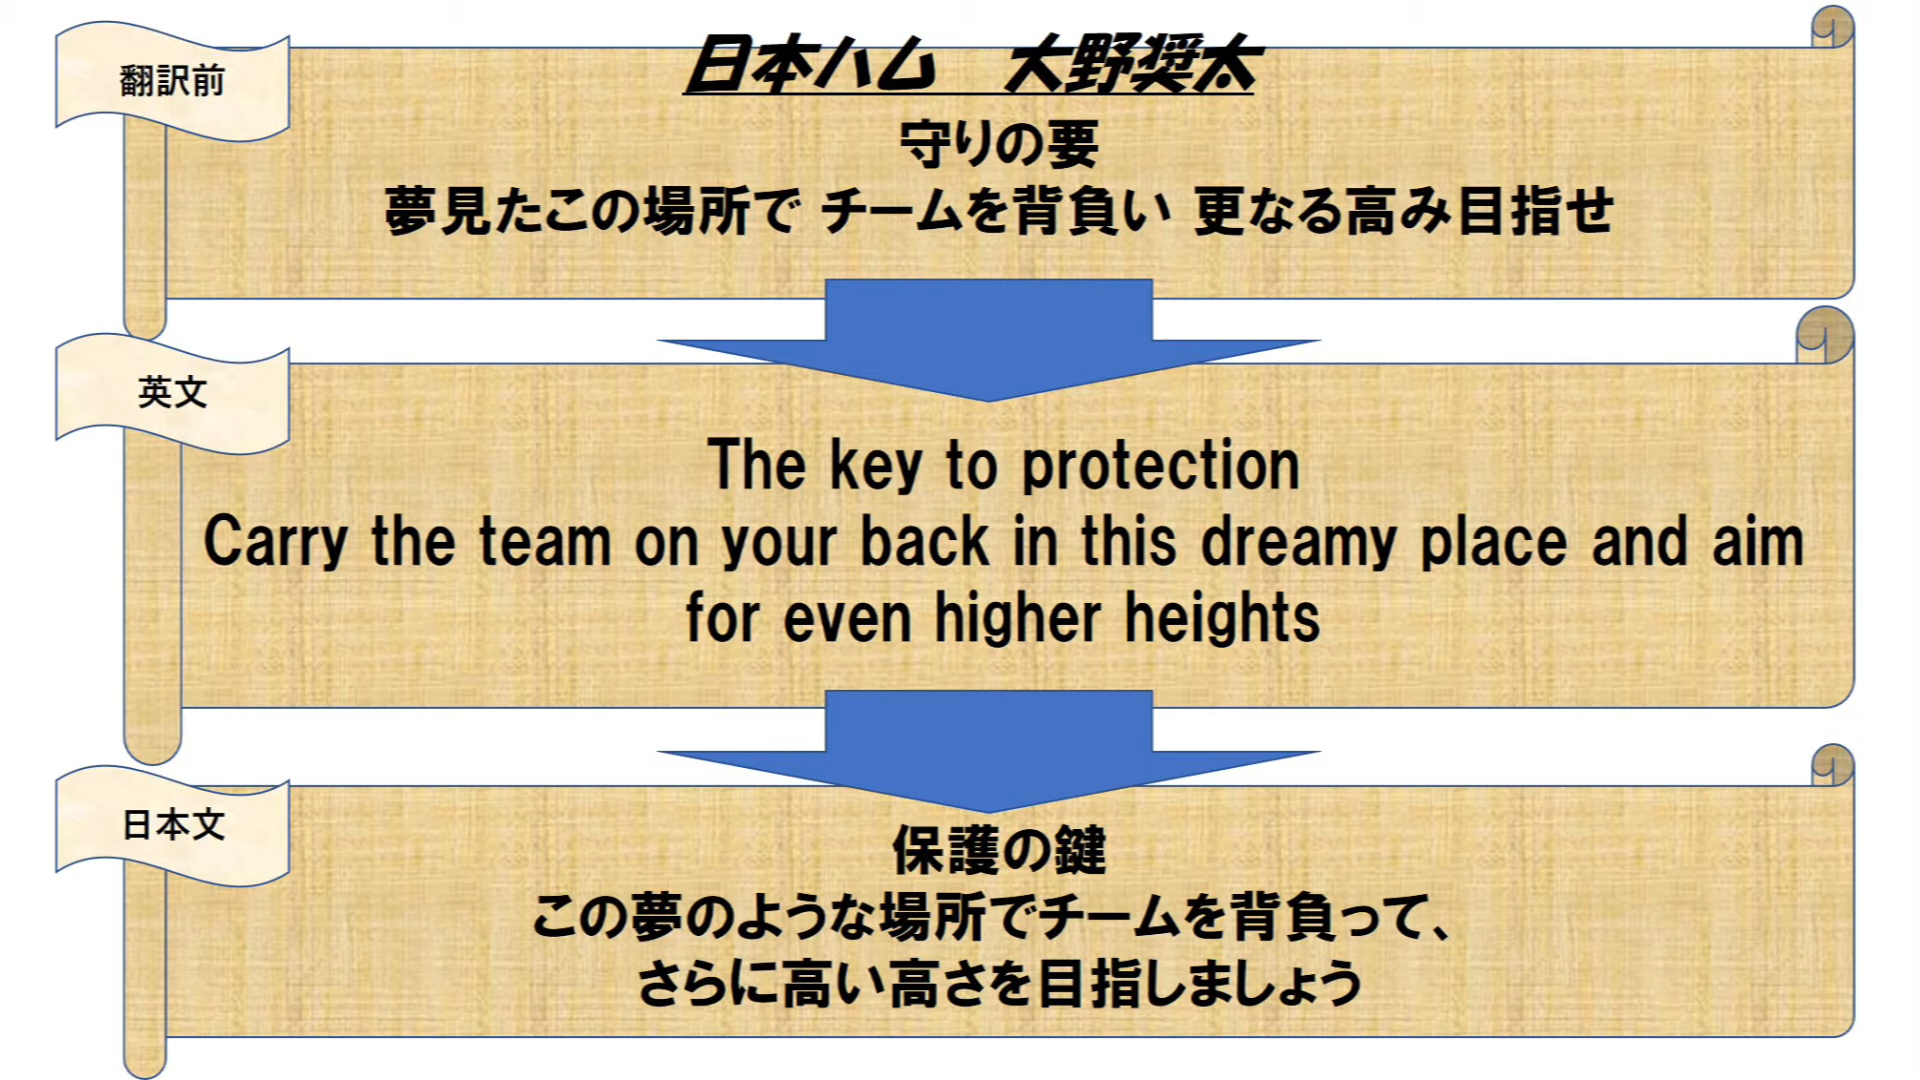 翻訳前
日本ハム　大野奨太
守りの要
夢見たこの場所で チームを背負い 更なる高み目指せ
英文
The key to protection
Carry the team on your back in this dreamy place and aim
for even higher heights
日本文
保護の鍵
この夢のような場所でチームを背負って、
さらに高い高さを目指しましょう